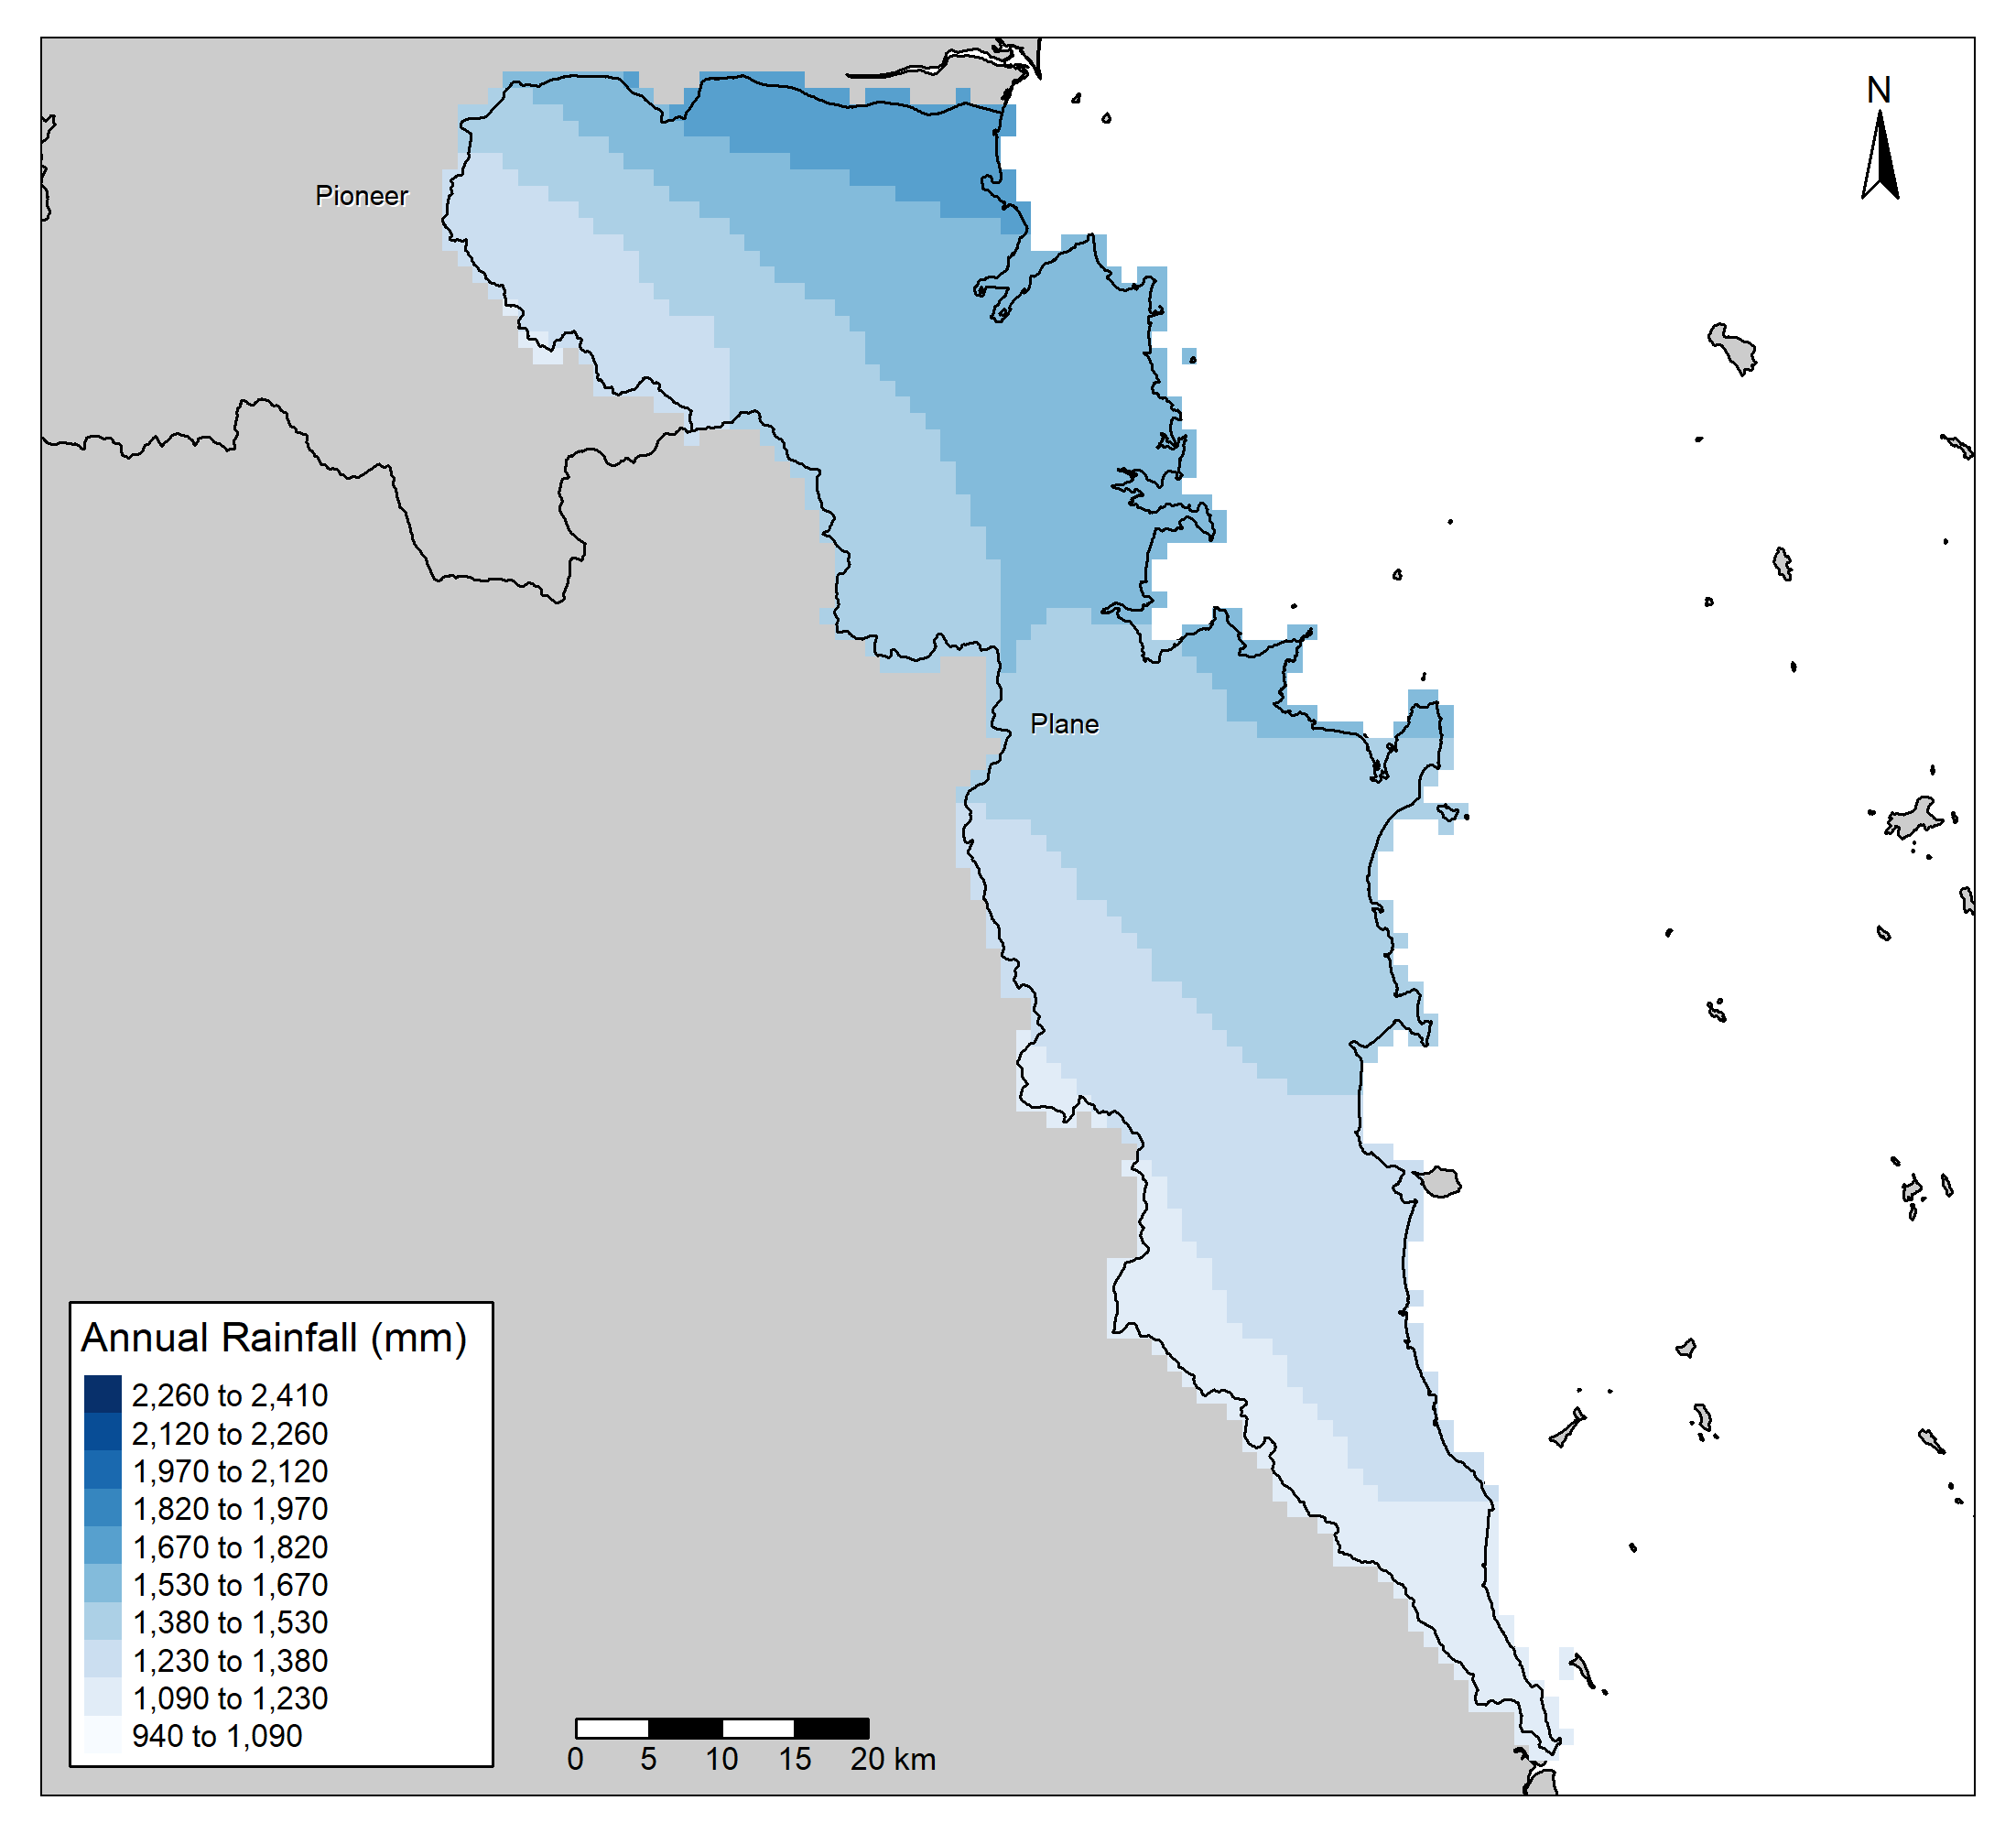 N
Pioneer
Plane
Annual Rainfall (mm)
2,260 to 2,410
2,120 to 2,260
1,970 to 2,120
1,820 to 1,970
1,670 to 1,820
1,530 to 1,670
1,380 to 1,530
1,230 to 1,380
1,090 to 1,230
940 to 1,090
0 5 10 15 20 km